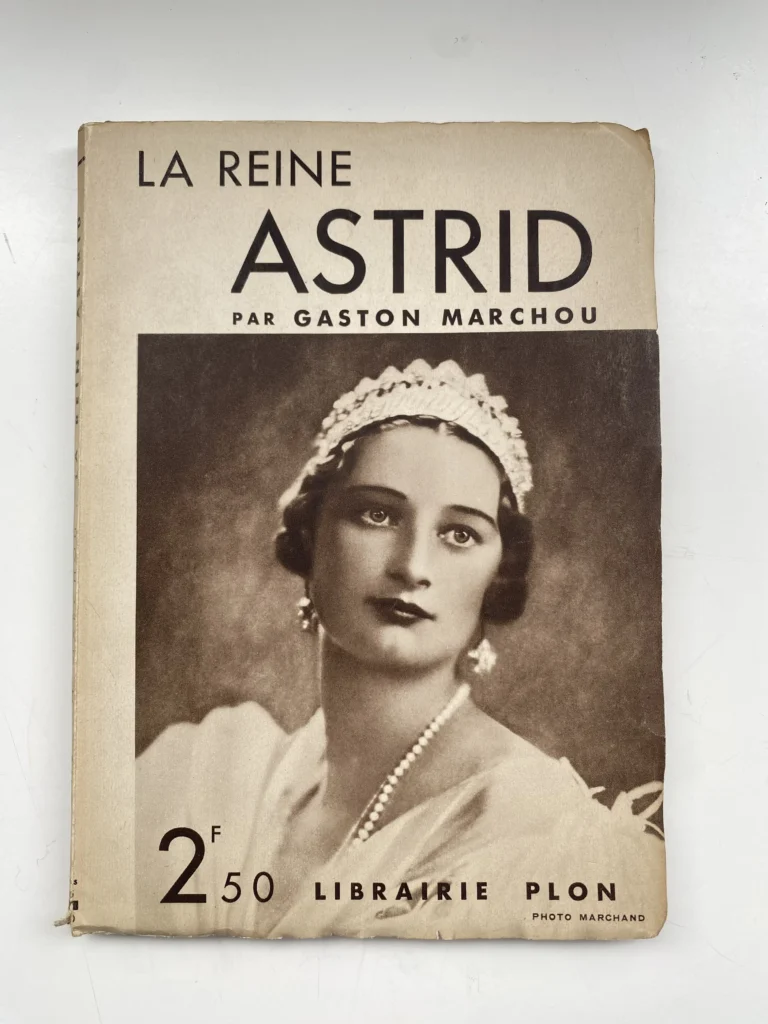 LA REINE
ASTRID
PAR GASTON MARCHOU
2F50 LIBRAIRIE PLON
PHOTO MARCHAND